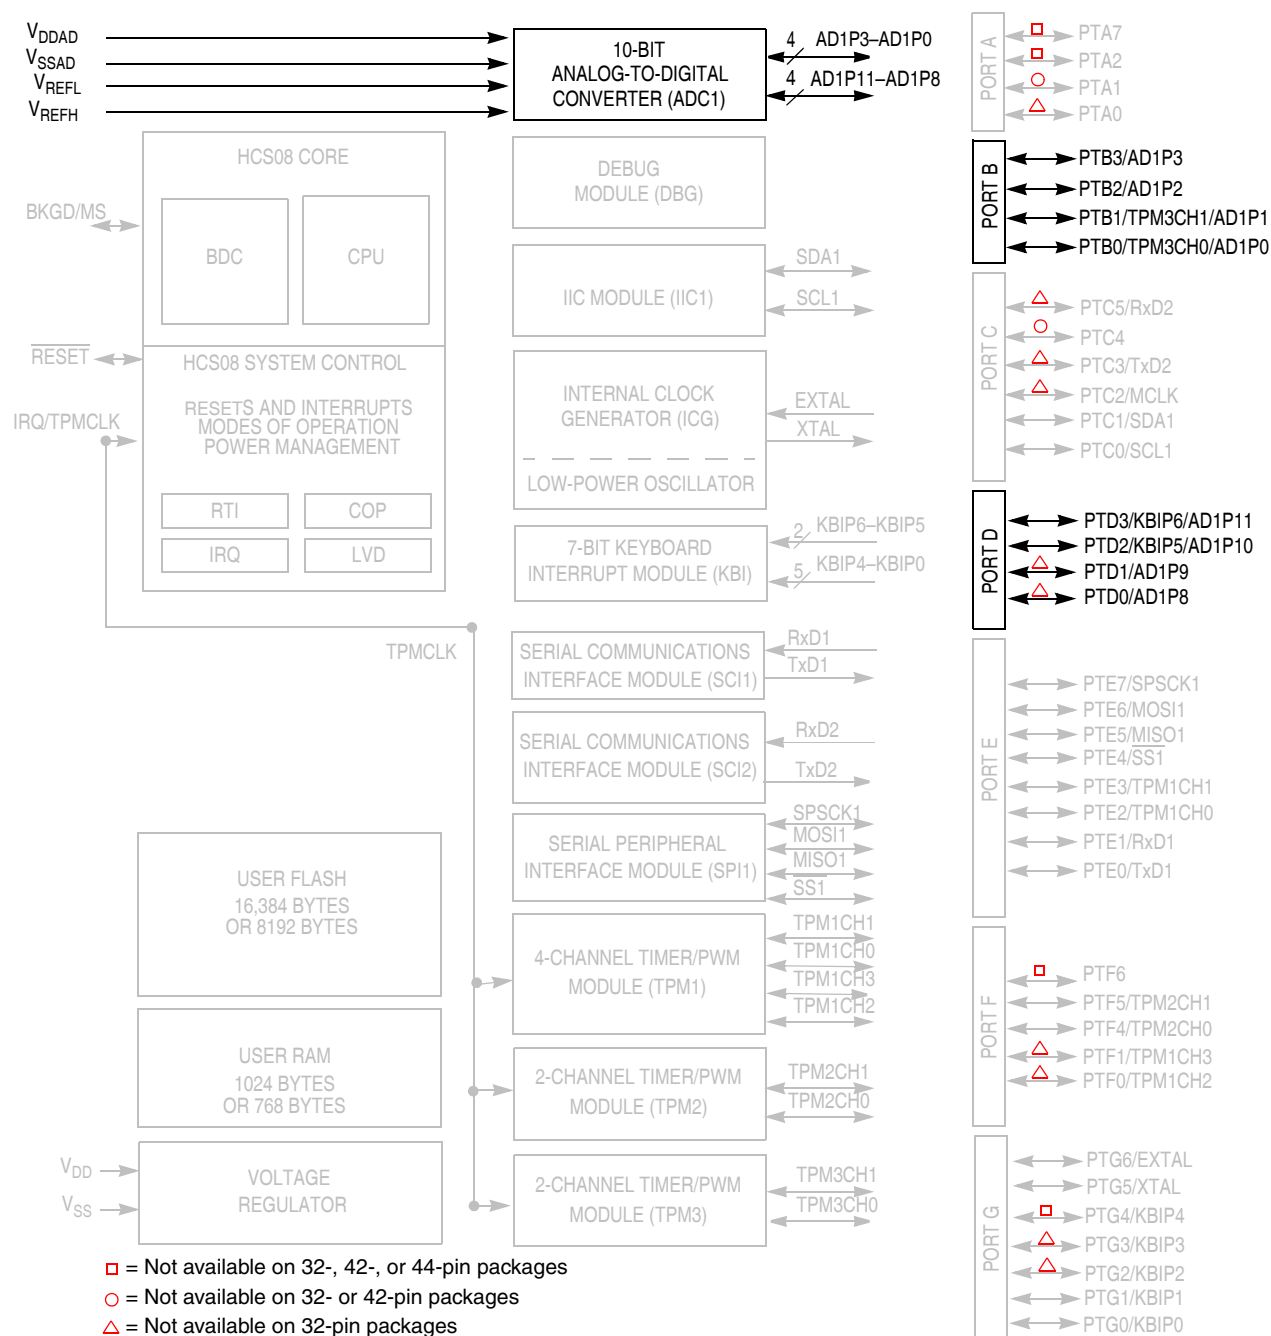 VDDAD
VSSAD
VREFL
VREFH
10-BIT
ANALOG-TO-DIGITAL
CONVERTER (ADC1)
4 AD1P3–AD1P0
4 AD1P11–AD1P8
HCS08 CORE
BDC
CPU
BKGD/MS
RESET
IRQ/TPMCLK
HCS08 SYSTEM CONTROL
RESETS AND INTERRUPTS
MODES OF OPERATION
POWER MANAGEMENT
RTI
COP
IRQ
LVD
TPMCLK
USER FLASH
16,384 BYTES
OR 8192 BYTES
USER RAM
1024 BYTES
OR 768 BYTES
VDD
VSS
VOLTAGE
REGULATOR
DEBUG
MODULE (DBG)
IIC MODULE (IIC1)
SDA1
SCL1
INTERNAL CLOCK
GENERATOR (ICG)
LOW-POWER OSCILLATOR
EXTAL
XTAL
7-BIT KEYBOARD
INTERRUPT MODULE (KBI)
2 KBIP6–KBIP5
5 KBIP4–KBIP0
SERIAL COMMUNICATIONS
INTERFACE MODULE (SCI1)
RxD1
TxD1
SERIAL COMMUNICATIONS
INTERFACE MODULE (SCI2)
RxD2
TxD2
SERIAL PERIPHERAL
INTERFACE MODULE (SPI1)
SPSCK1
MOSI1
MISO1
SS1
4-CHANNEL TIMER/PWM
MODULE (TPM1)
TPM1CH1
TPM1CH0
TPM1CH3
TPM1CH2
2-CHANNEL TIMER/PWM
MODULE (TPM2)
TPM2CH1
TPM2CH0
2-CHANNEL TIMER/PWM
MODULE (TPM3)
TPM3CH1
TPM3CH0
PORT A
PTA7
PTA2
PTA1
PTA0
PORT B
PTB3/AD1P3
PTB2/AD1P2
PTB1/TPM3CH1/AD1P1
PTB0/TPM3CH0/AD1P0
PORT C
PTC5/RxD2
PTC4
PTC3/TxD2
PTC2/MCLK
PTC1/SDA1
PTC0/SCL1
PORT D
PTD3/KBIP6/AD1P11
PTD2/KBIP5/AD1P10
PTD1/AD1P9
PTD0/AD1P8
PORT E
PTE7/SPSCK1
PTE6/MOSI1
PTE5/MISO1
PTE4/SS1
PTE3/TPM1CH1
PTE2/TPM1CH0
PTE1/RxD1
PTE0/TxD1
PORT F
PTF6
PTF5/TPM2CH1
PTF4/TPM2CH0
PTF1/TPM1CH3
PTF0/TPM1CH2
PORT G
PTG6/EXTAL
PTG5/XTAL
PTG4/KBIP4
PTG3/KBIP3
PTG2/KBIP2
PTG1/KBIP1
PTG0/KBIP0
= Not available on 32-, 42-, or 44-pin packages
= Not available on 32- or 42-pin packages
= Not available on 32-pin packages